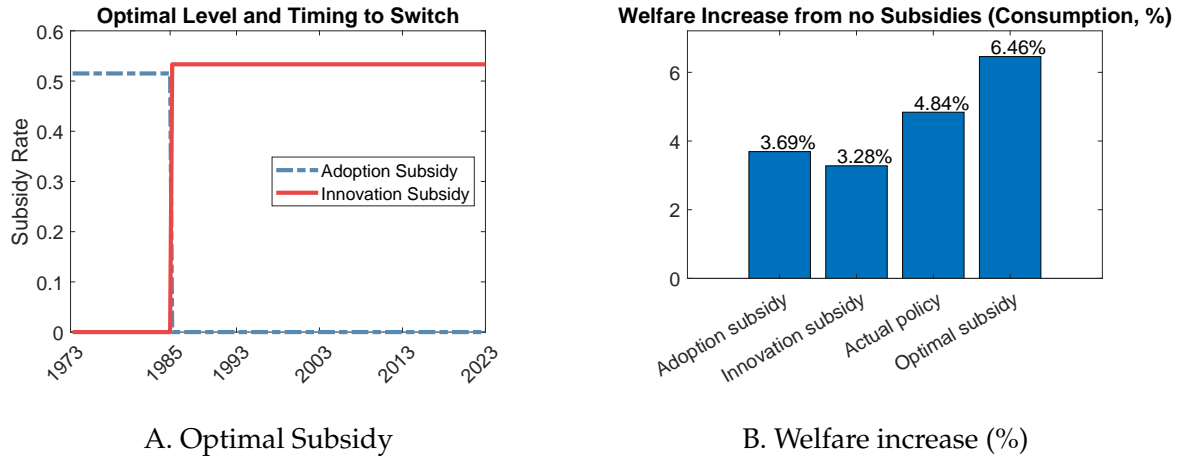 Optimal Level and Timing to Switch
0.6
0.5
0.4
0.3
0.2
0.1
0
Subsidy Rate
Adoption Subsidy
Innovation Subsidy
1973
1985
1993
2003
2013
2023
A. Optimal Subsidy
Welfare Increase from no Subsidies (Consumption, %)
6
4
2
0
3.69%
3.28%
4.84%
6.46%
Adoption subsidy
Innovation subsidy
Actual policy
Optimal subsidy
B. Welfare increase (%)